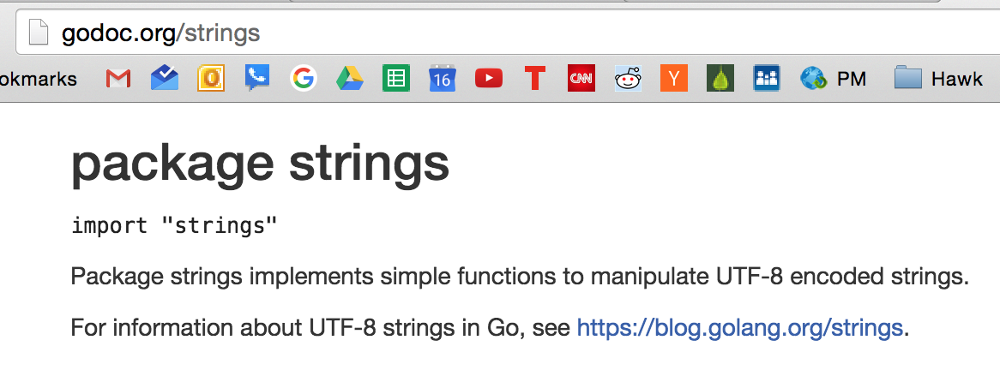 godoc.org/strings
okmarks 16 T CNN Y PM Hawk
package strings
import "strings"
Package strings implements simple functions to manipulate UTF-8 encoded strings.
For information about UTF-8 strings in Go, see https://blog.golang.org/strings.